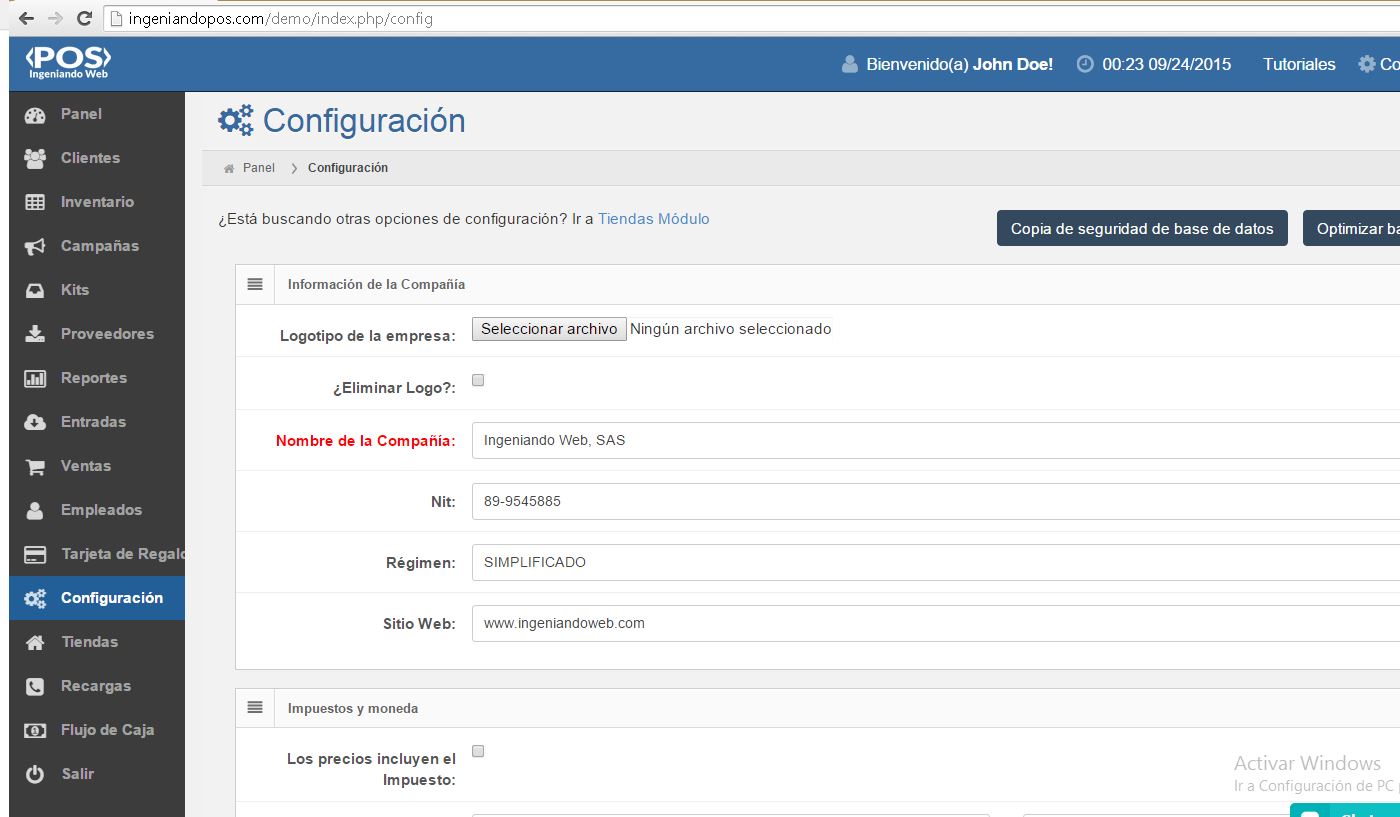 ingeniandopos.com/demo/index.php/config
<POS>
Ingeniando Web
Bienvenido(a) John Doe!
00:23 09/24/2015
Tutoriales
Co
Panel
Clientes
Inventario
Campañas
Kits
Proveedores
Reportes
Entradas
Ventas
Empleados
Tarjeta de Regalo
Configuración
Tiendas
Recargas
Flujo de Caja
Salir
Configuración
Panel > Configuración
¿Está buscando otras opciones de configuración? Ir a Tiendas Módulo
Copia de seguridad de base de datos
Optimizar ba
Información de la Compañía
Logotipo de la empresa: Seleccionar archivo Ningún archivo seleccionado
¿Eliminar Logo?:
Nombre de la Compañía: Ingeniando Web, SAS
Nit: 89-9545885
Régimen: SIMPLIFICADO
Sitio Web: www.ingeniandoweb.com
Impuestos y moneda
Los precios incluyen el
Impuesto:
Activar Windows
Ir a Configuración de PC